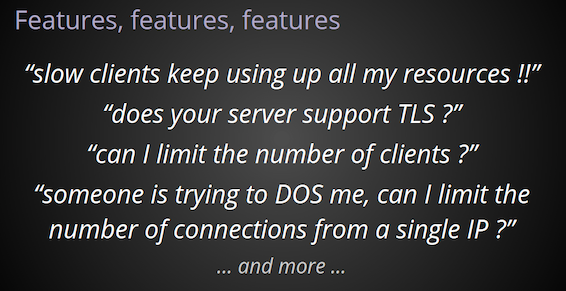 Features, features, features
“slow clients keep using up all my resources !!”
“does your server support TLS ?”
“can I limit the number of clients ?”
“someone is trying to DOS me, can I limit the
number of connections from a single IP ?”
... and more ...